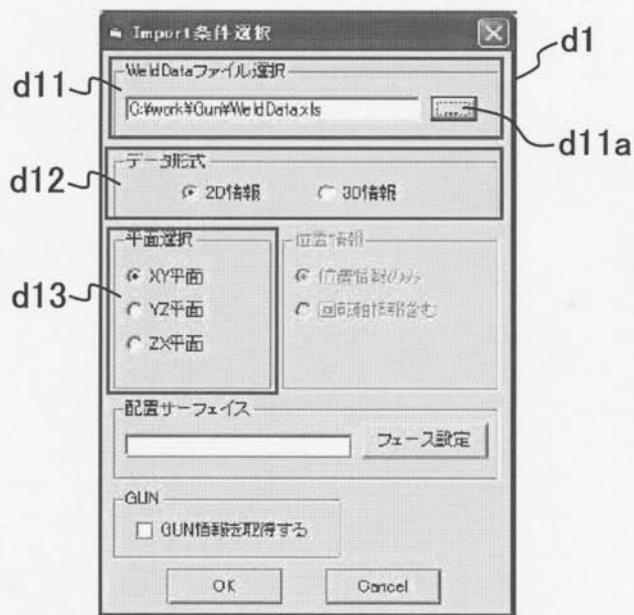 Import条件選択
d1
WeldDataファイル選択
d11
C:¥work¥Gun¥WeldData.xls
...
d11a
データ形式
d12
2D情報
3D情報
平面選択
位置情報
XY平面
位置情報のみ
d13
YZ平面
回転軸情報含む
ZX平面
配置サーフェイス
フェース設定
GUN
GUN情報を取得する
OK
Cancel